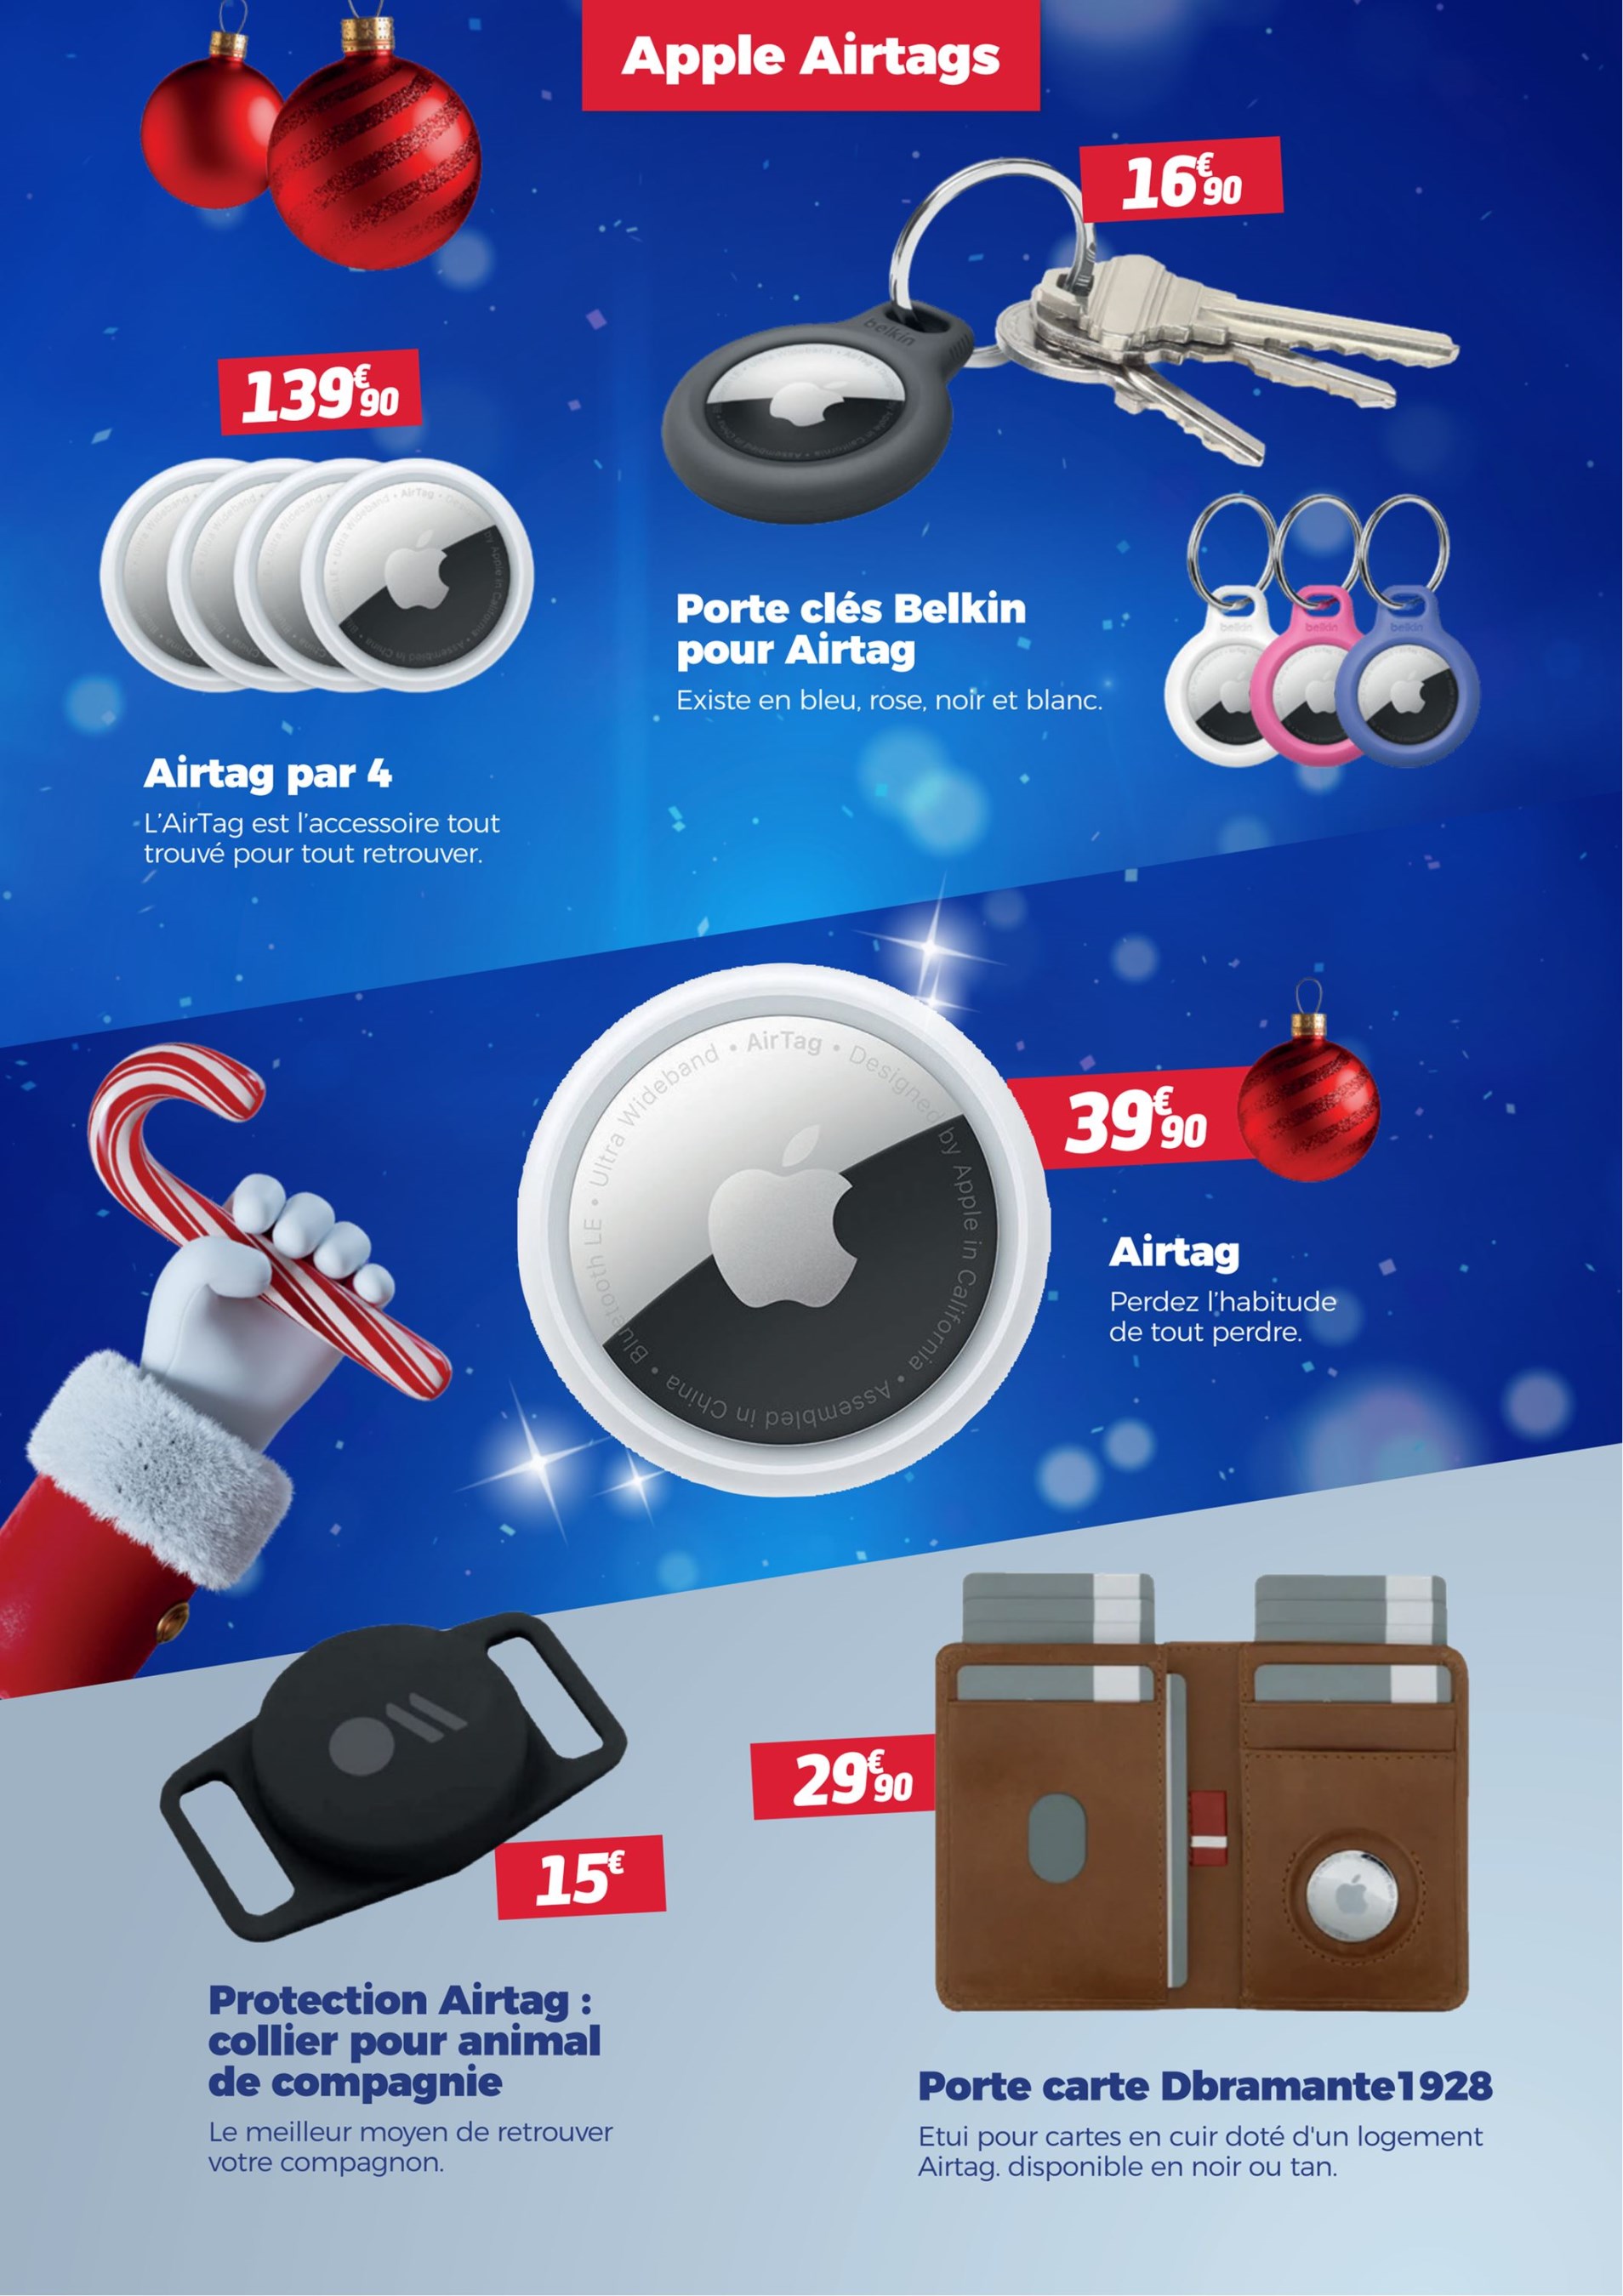 Apple Airtags
16€90
belkin
139€90
AirTag
Porte clés Belkin
pour Airtag
Existe en bleu, rose, noir et blanc.
belkin
belkin
belkin
Airtag par 4
L'AirTag est l'accessoire tout
trouvé pour tout retrouver.
Bluetooth LE • Ultra Wideband • AirTag • Designed by Apple in California • Assembled in China •
39€90
Airtag
Perdez l'habitude
de tout perdre.
29€90
15€
Protection Airtag :
collier pour animal
de compagnie
Le meilleur moyen de retrouver
votre compagnon.
Porte carte Dbramante1928
Etui pour cartes en cuir doté d'un logement
Airtag. disponible en noir ou tan.